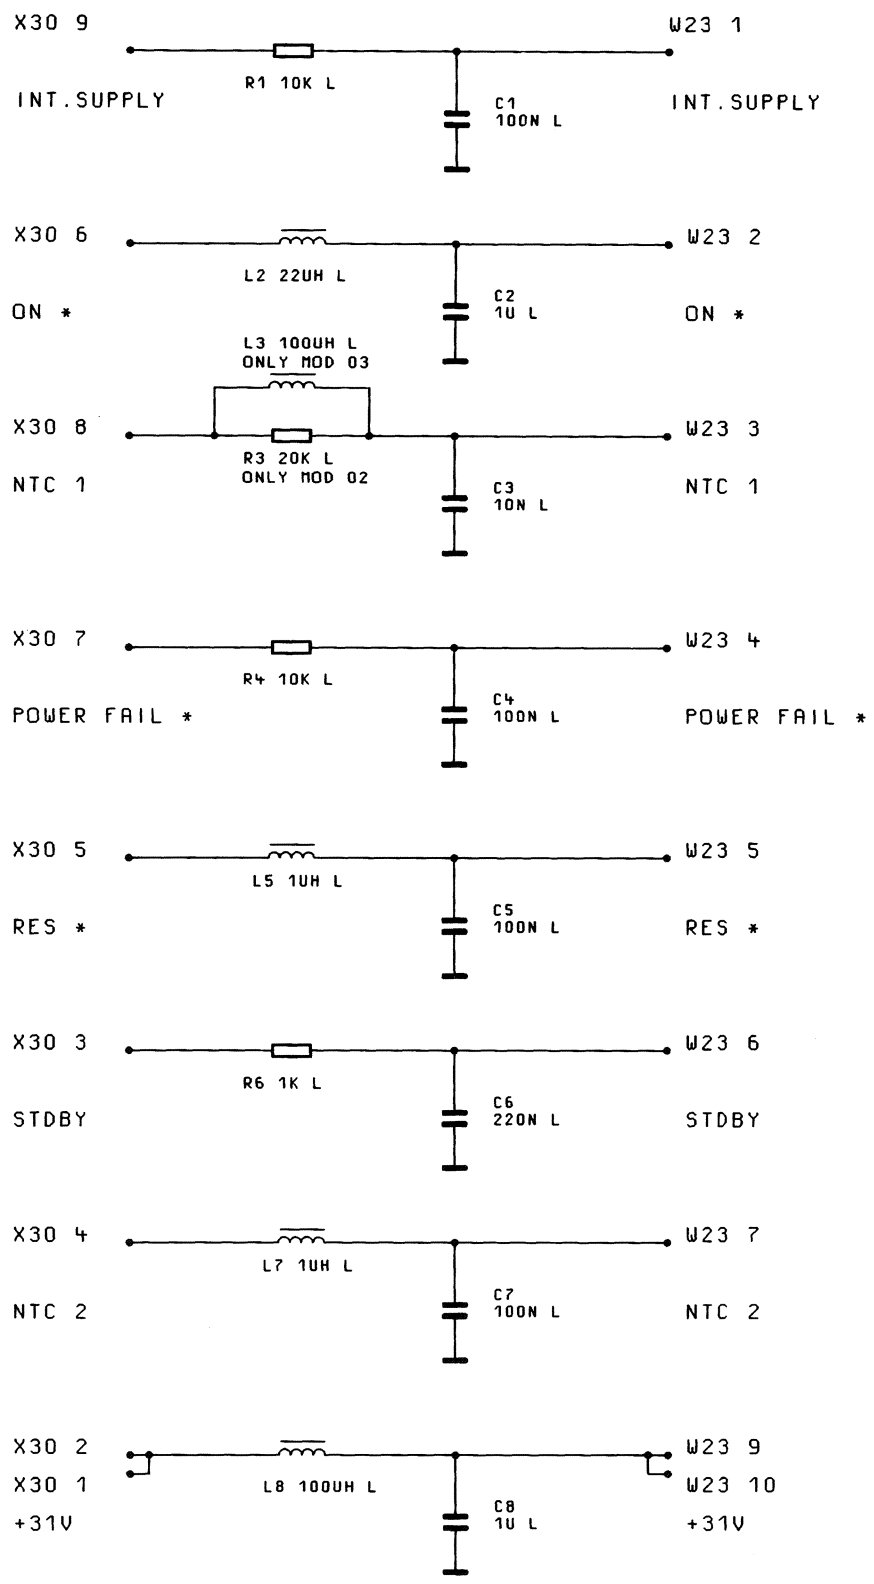 X30 9
W23 1
R1 10K L
INT.SUPPLY
C1
100N L
INT.SUPPLY
X30 6
W23 2
L2 22UH L
ON *
C2
1U L
ON *
L3 100UH L
ONLY MOD 03
X30 8
W23 3
R3 20K L
ONLY MOD 02
NTC 1
C3
10N L
NTC 1
X30 7
W23 4
R4 10K L
POWER FAIL *
C4
100N L
POWER FAIL *
X30 5
W23 5
L5 1UH L
RES *
C5
100N L
RES *
X30 3
W23 6
R6 1K L
STDBY
C6
220N L
STDBY
X30 4
W23 7
L7 1UH L
NTC 2
C7
100N L
NTC 2
X30 2
W23 9
X30 1
L8 100UH L
W23 10
+31V
C8
1U L
+31V